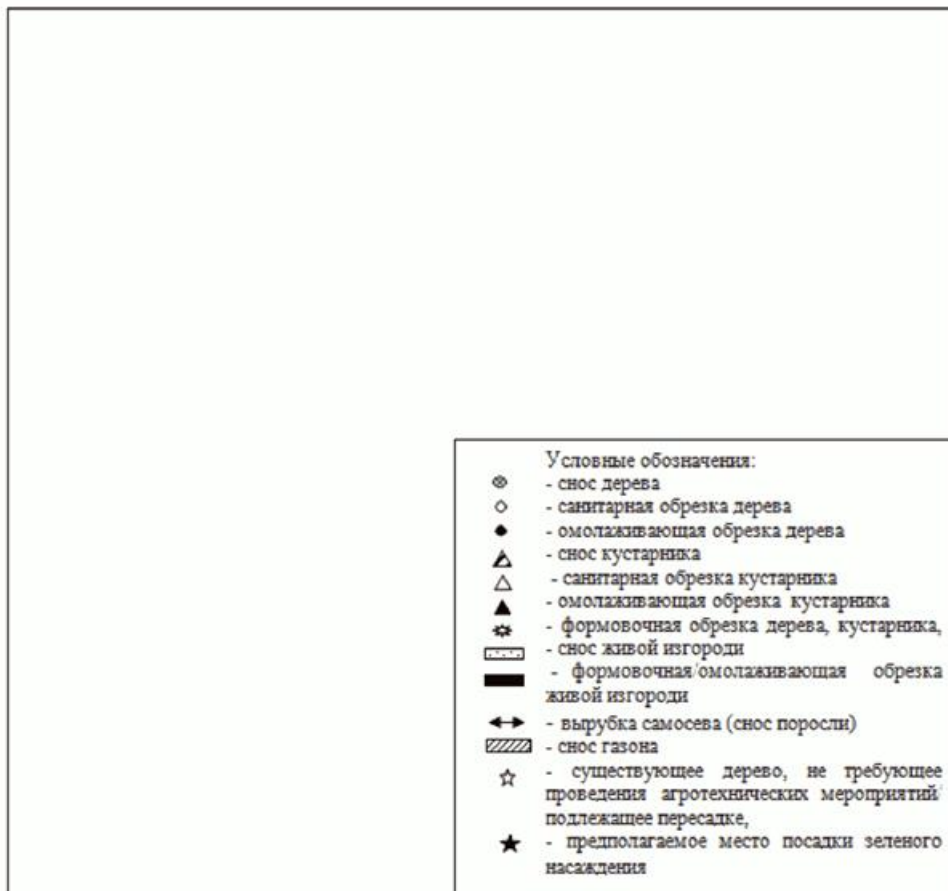 Условные обозначения:
- снос дерева
- санитарная обрезка дерева
- омолаживающая обрезка дерева
- снос кустарника
- санитарная обрезка кустарника
- омолаживающая обрезка кустарника
- формовочная обрезка дерева, кустарника,
- снос живой изгороди
- формовочная/омолаживающая обрезка
живой изгороди
- вырубка самосева (снос поросли)
- снос газона
- существующее дерево, не требующее
проведения агротехнических мероприятий/
подлежащее пересадке,
- предполагаемое место посадки зеленого
насаждения